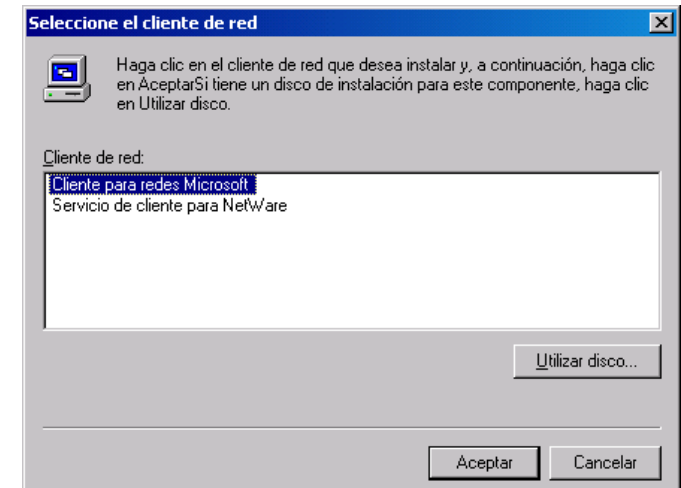 Seleccione el cliente de red
Haga clic en el cliente de red que desea instalar y, a continuación, haga clic
en AceptarSi tiene un disco de instalación para este componente, haga clic
en Utilizar disco.
Cliente de red:
Cliente para redes Microsoft
Servicio de cliente para NetWare
Utilizar disco...
Aceptar
Cancelar